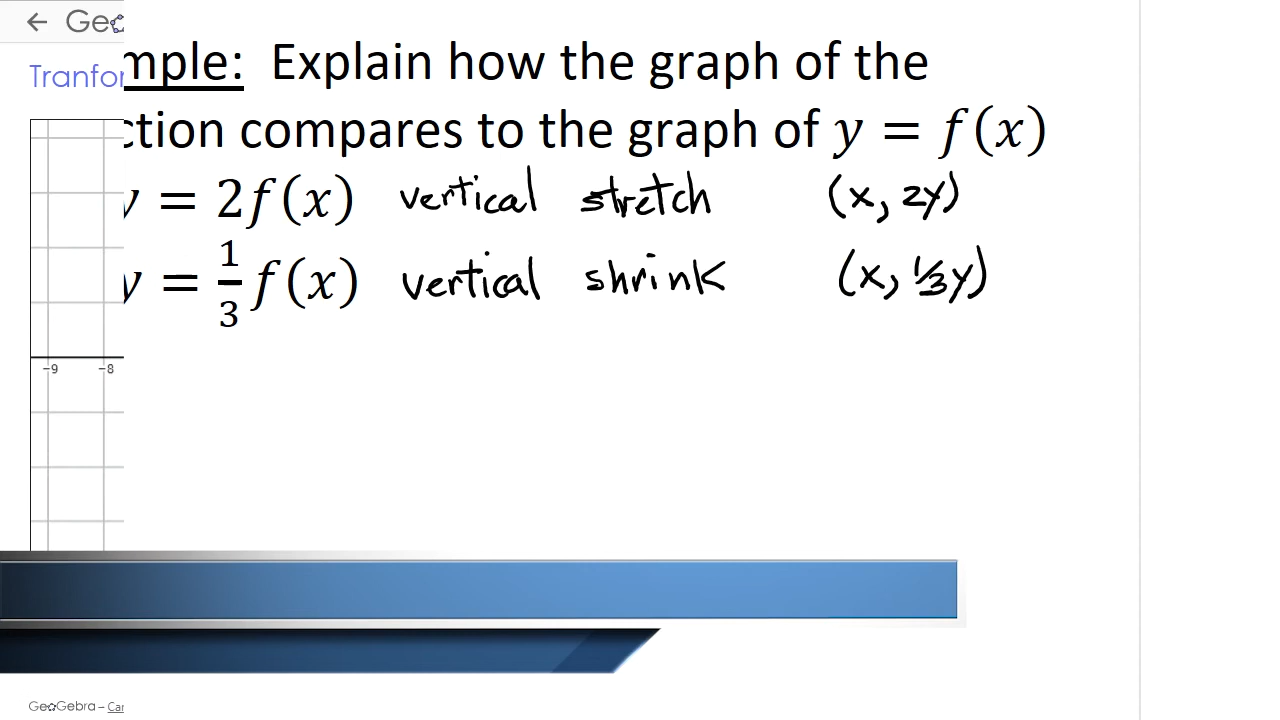 Geo
Tranfor
mple: Explain how the graph of the
ction compares to the graph of y = f(x)
y = 2f(x) vertical stretch (x, 2y)
y = 1/3 f(x) vertical shrink (x, 1/3y)
-9 -8
GeoGebra – Car